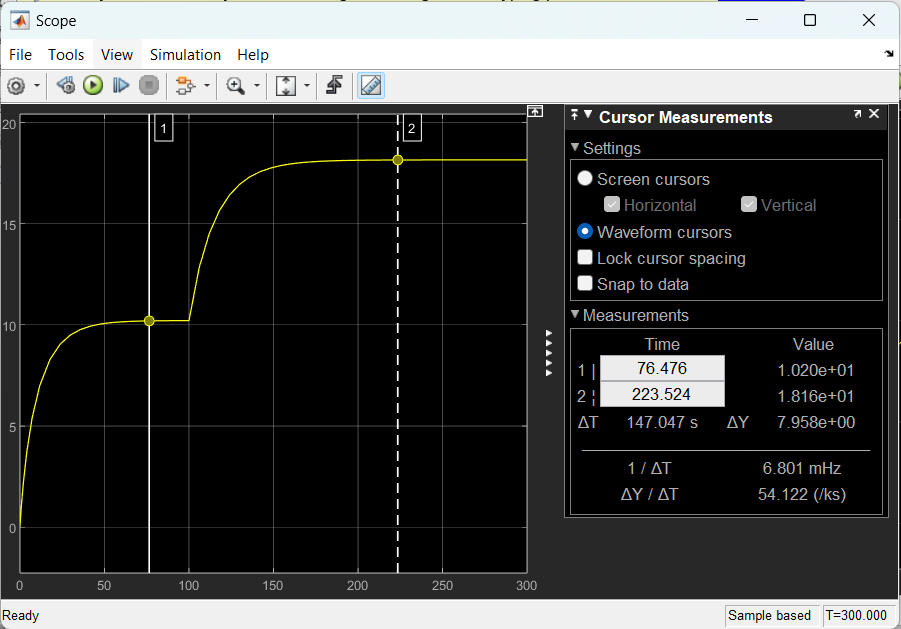 Scope
File Tools View Simulation Help
1
2
20
15
10
5
0
0 50 100 150 200 250 300
Cursor Measurements
Settings
Screen cursors
Horizontal Vertical
Waveform cursors
Lock cursor spacing
Snap to data
Measurements
Time Value
1 | 76.476 1.020e+01
2 ¦ 223.524 1.816e+01
ΔT 147.047 s ΔY 7.958e+00
1 / ΔT 6.801 mHz
ΔY / ΔT 54.122 (/ks)
Ready Sample based T=300.000